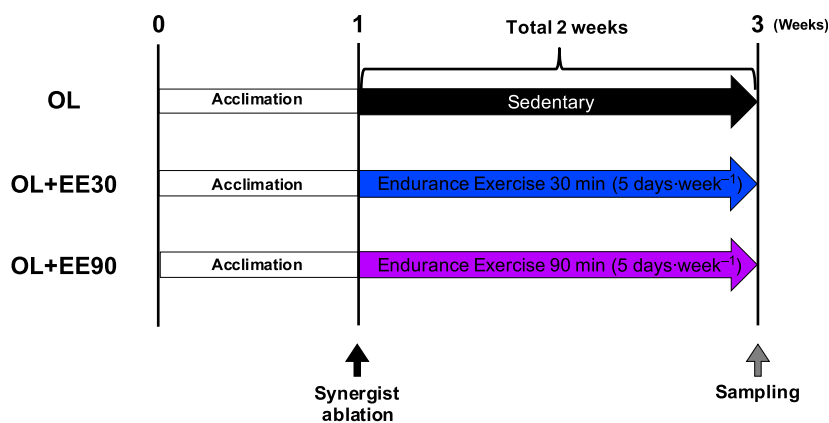 0 1 Total 2 weeks 3 (Weeks)
OL Acclimation Sedentary
OL+EE30 Acclimation Endurance Exercise 30 min (5 days·week⁻¹)
OL+EE90 Acclimation Endurance Exercise 90 min (5 days·week⁻¹)
Synergist
ablation
Sampling